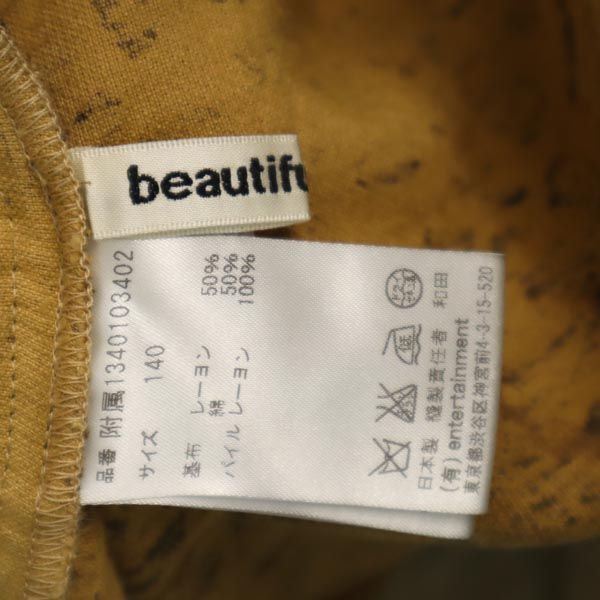 beautifu
品番 附属1340103402
サイズ 140
基布 レーヨン 50%
綿 50%
パイル レーヨン 100%
低
日本製 縫製責任者 和田
(有) entertainment
東京都渋谷区神宮前4-3-15-520